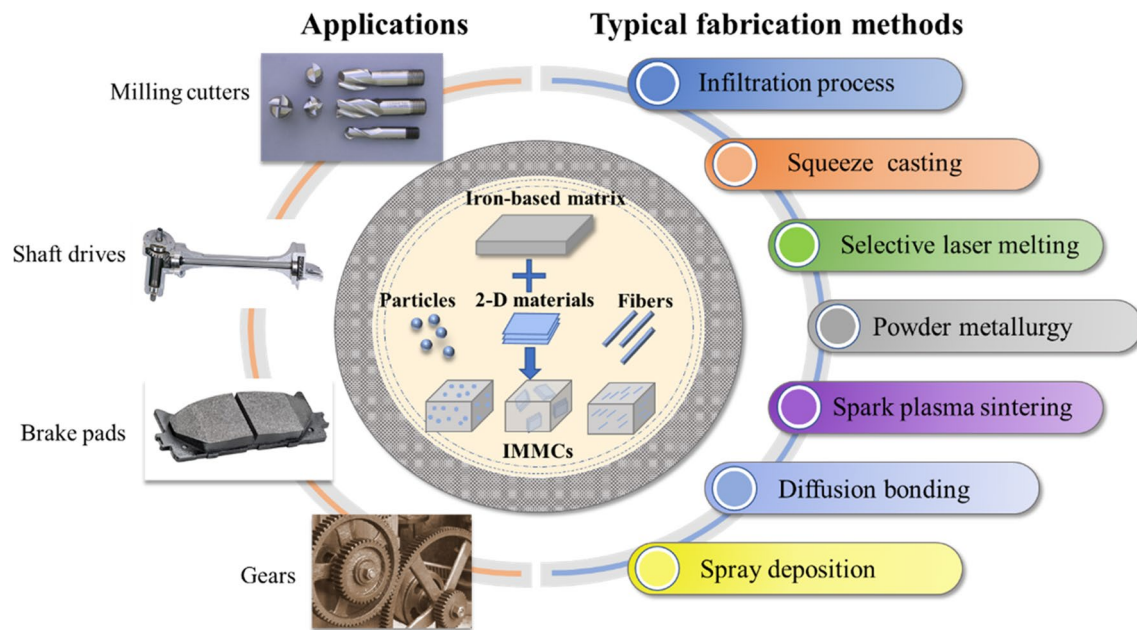 Applications
Typical fabrication methods
Milling cutters
Shaft drives
Brake pads
Gears
Iron-based matrix
Particles
2-D materials
Fibers
IMMCs
Infiltration process
Squeeze casting
Selective laser melting
Powder metallurgy
Spark plasma sintering
Diffusion bonding
Spray deposition